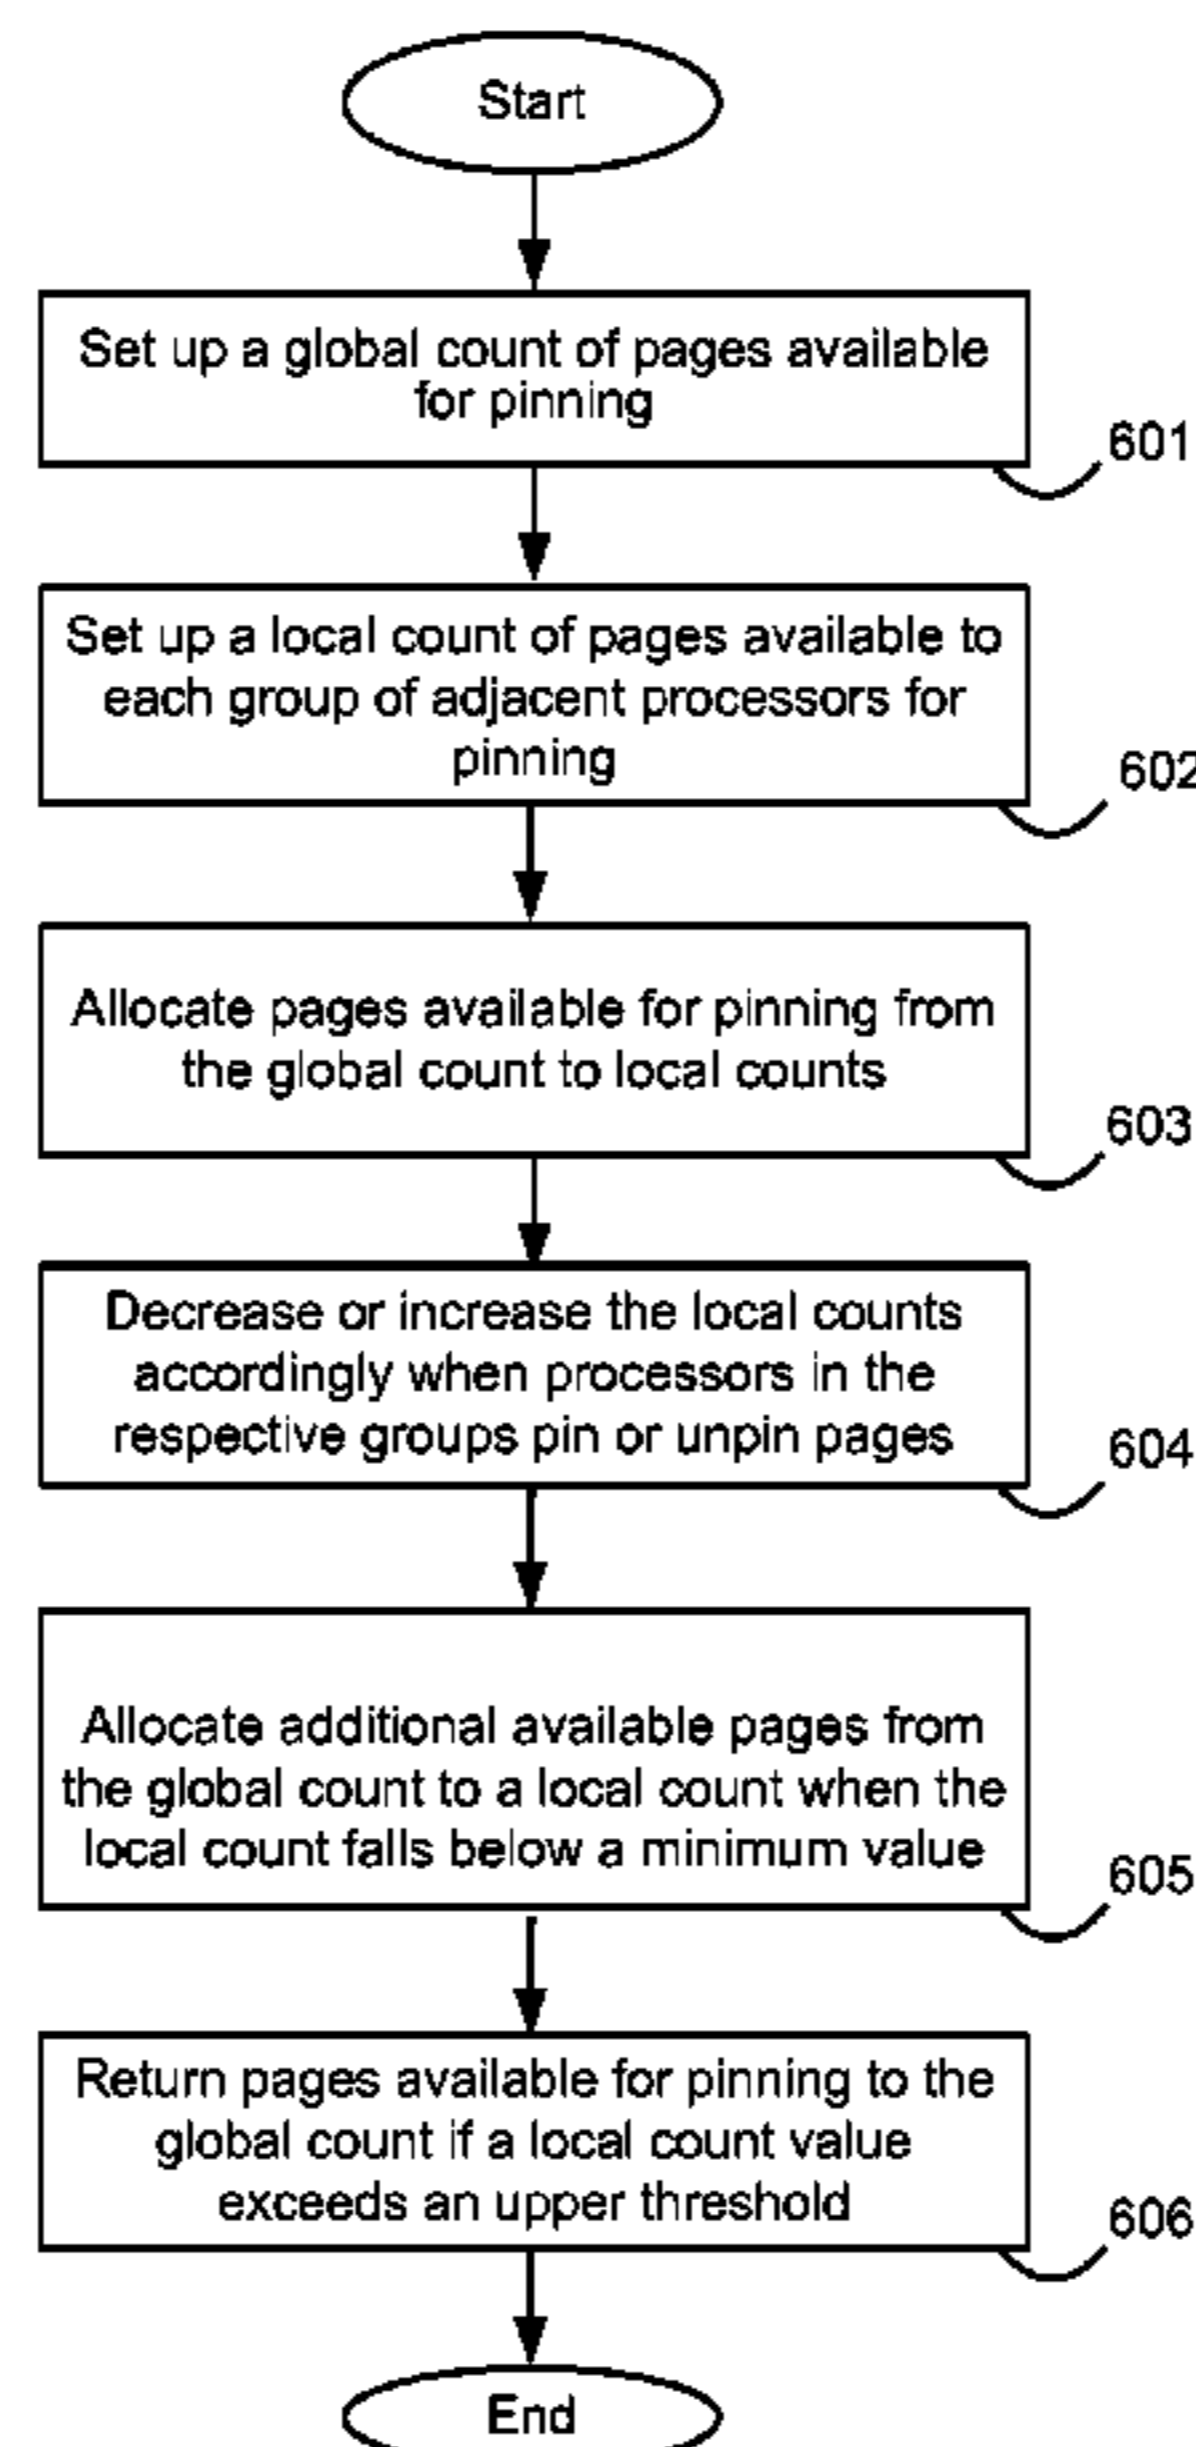 Start
Set up a global count of pages available
for pinning
601
Set up a local count of pages available to
each group of adjacent processors for
pinning
602
Allocate pages available for pinning from
the global count to local counts
603
Decrease or increase the local counts
accordingly when processors in the
respective groups pin or unpin pages
604
Allocate additional available pages from
the global count to a local count when the
local count falls below a minimum value
605
Return pages available for pinning to the
global count if a local count value
exceeds an upper threshold
606
End